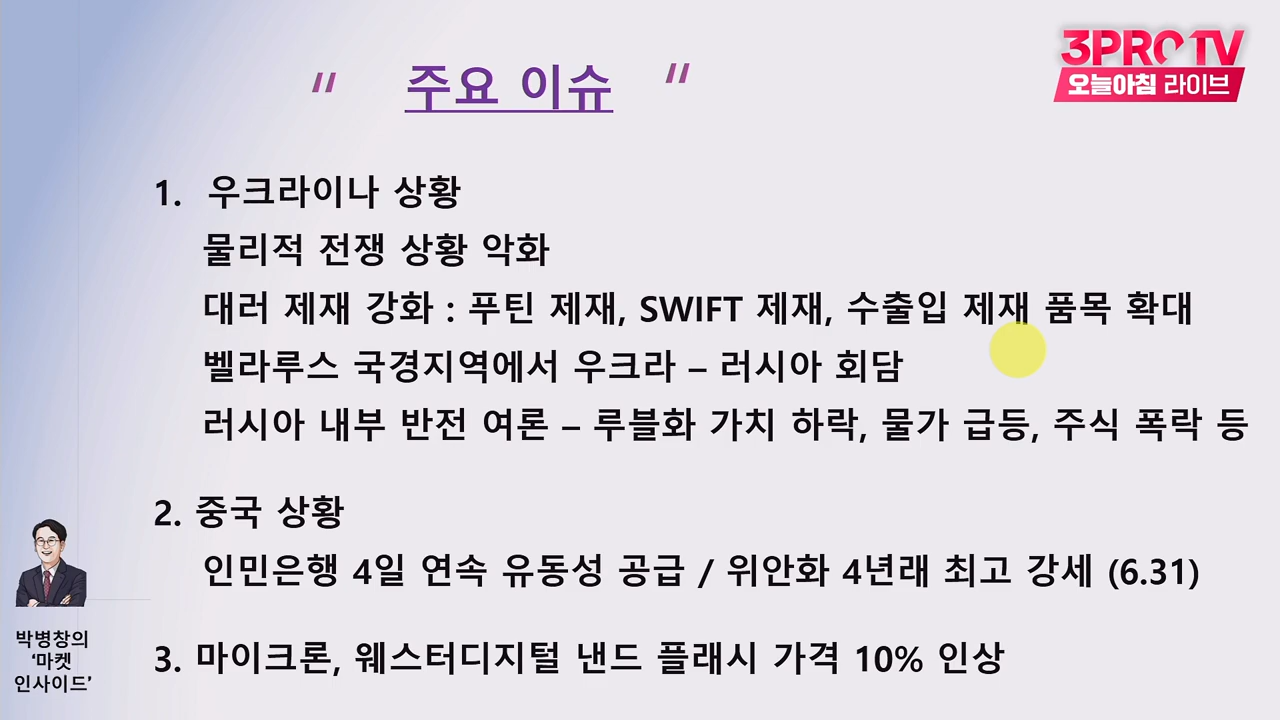 3PROTV
오늘아침 라이브
" 주요 이슈 "
1. 우크라이나 상황
물리적 전쟁 상황 악화
대러 제재 강화 : 푸틴 제재, SWIFT 제재, 수출입 제재 품목 확대
벨라루스 국경지역에서 우크라 – 러시아 회담
러시아 내부 반전 여론 – 루블화 가치 하락, 물가 급등, 주식 폭락 등
2. 중국 상황
인민은행 4일 연속 유동성 공급 / 위안화 4년래 최고 강세 (6.31)
3. 마이크론, 웨스터디지털 낸드 플래시 가격 10% 인상
박병창의
‘마켓
인사이드’